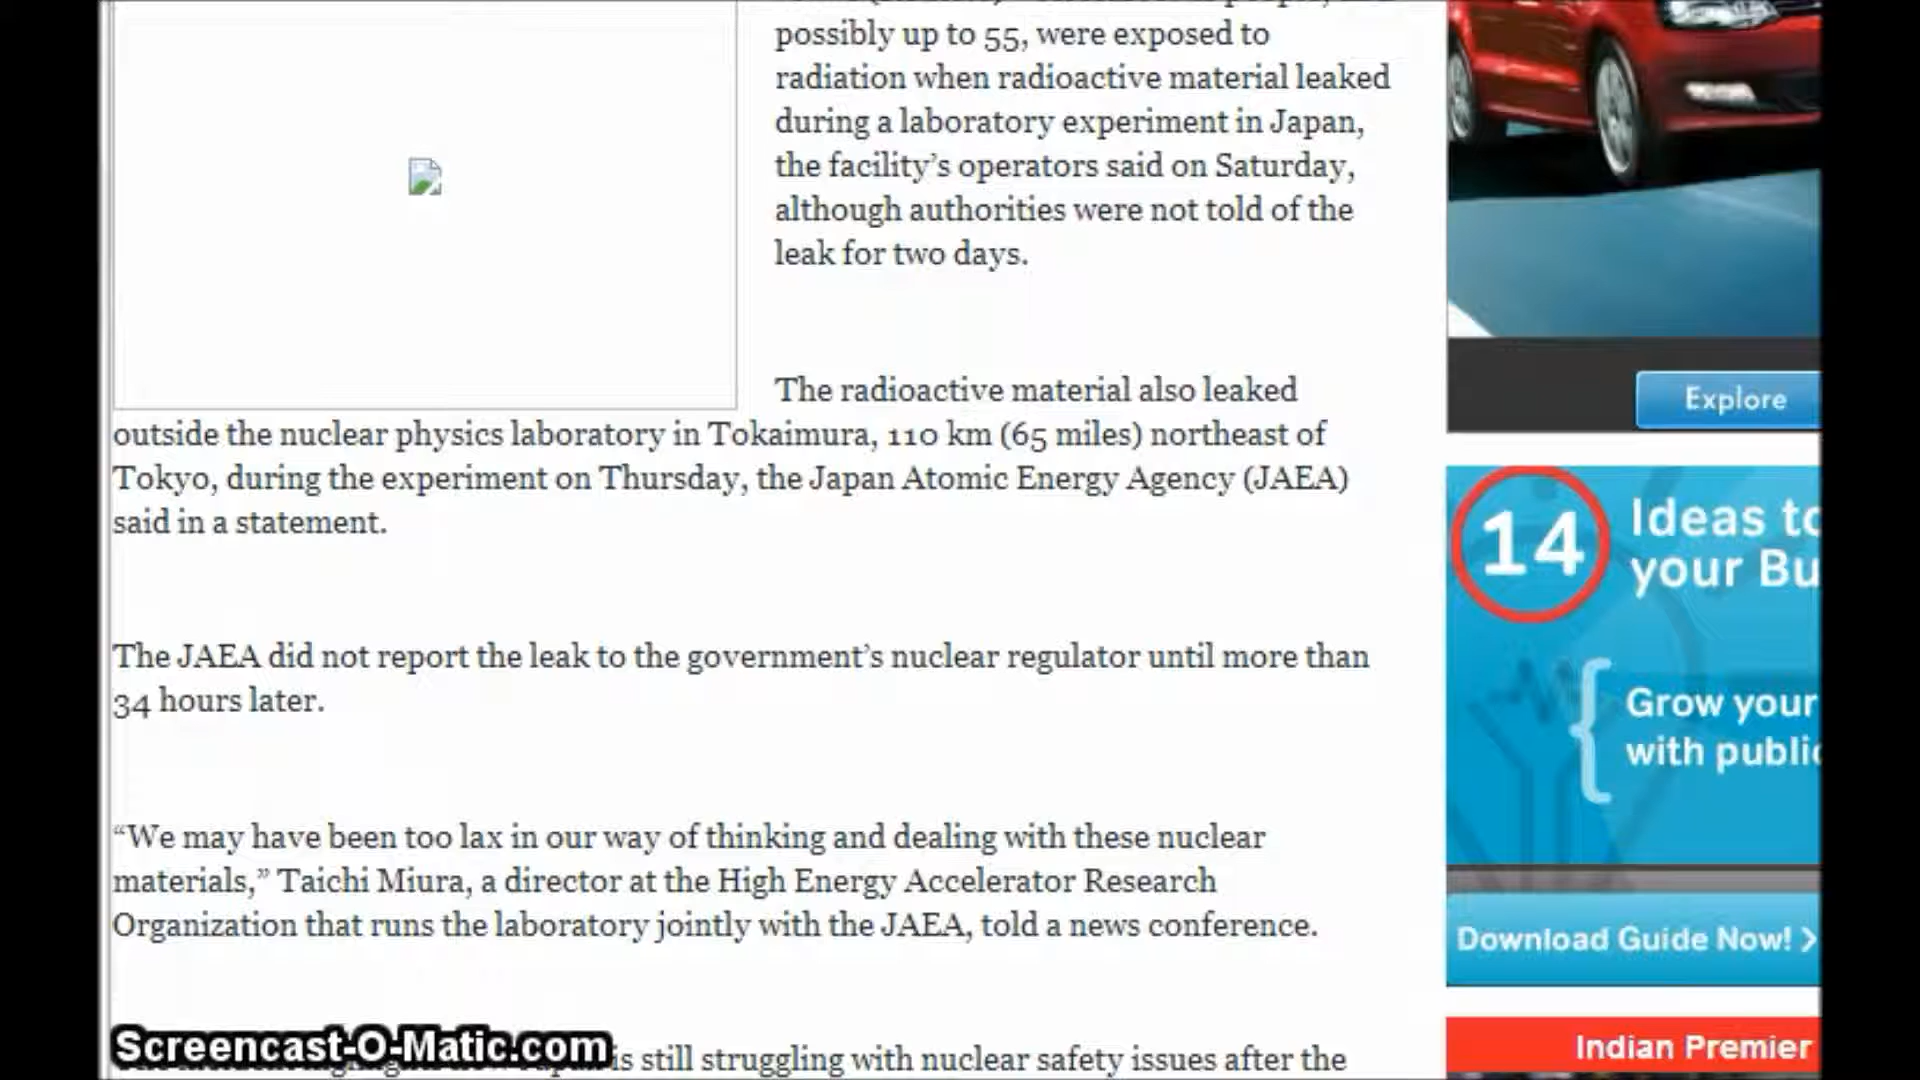 possibly up to 55, were exposed to
radiation when radioactive material leaked
during a laboratory experiment in Japan,
the facility’s operators said on Saturday,
although authorities were not told of the
leak for two days.
The radioactive material also leaked
outside the nuclear physics laboratory in Tokaimura, 110 km (65 miles) northeast of
Tokyo, during the experiment on Thursday, the Japan Atomic Energy Agency (JAEA)
said in a statement.
The JAEA did not report the leak to the government’s nuclear regulator until more than
34 hours later.
“We may have been too lax in our way of thinking and dealing with these nuclear
materials,” Taichi Miura, a director at the High Energy Accelerator Research
Organization that runs the laboratory jointly with the JAEA, told a news conference.
is still struggling with nuclear safety issues after the
Screencast-O-Matic.com
Explore
14
Ideas to
your Bu
Grow your
with public
Download Guide Now! >
Indian Premier